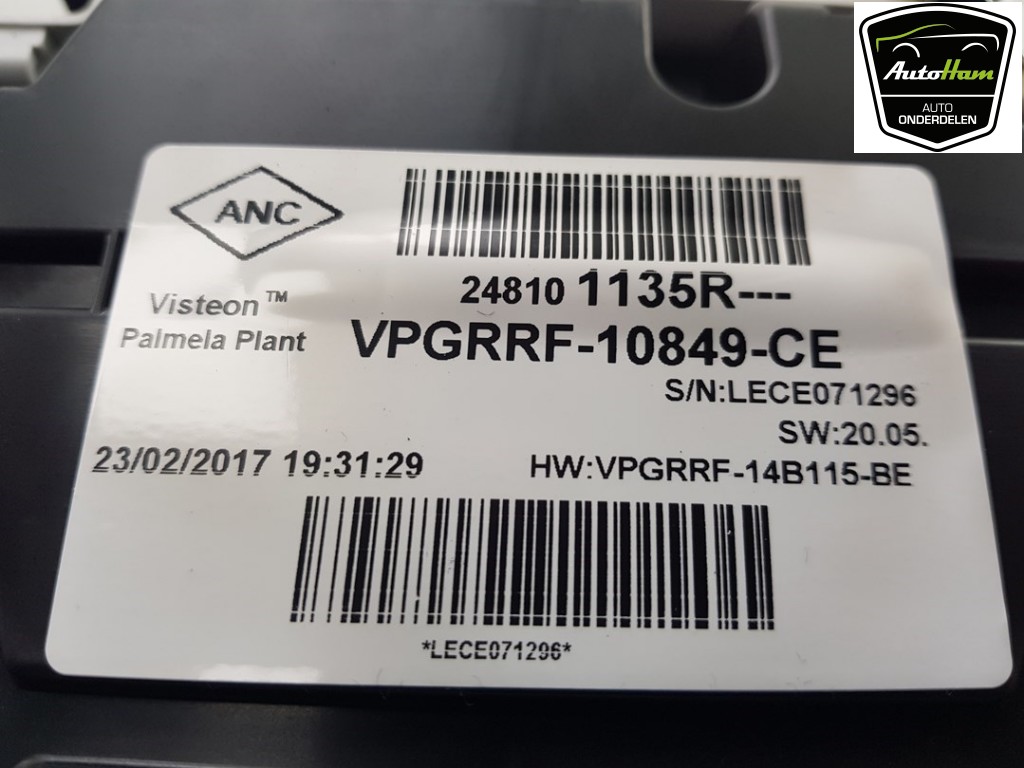 AutoHam
AUTO
ONDERDELEN
ANC
24810 1135R---
Visteon™
Palmela Plant
VPGRRF-10849-CE
S/N:LECE071296
SW:20.05.
23/02/2017 19:31:29
HW:VPGRRF-14B115-BE
*LECE071296*